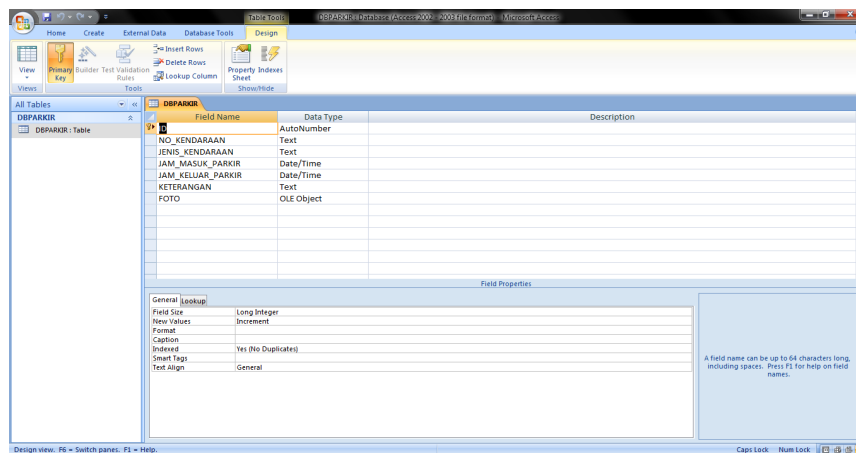 Table Tools
DBPARKIR : Database (Access 2002 - 2003 file format) - Microsoft Access
Home Create External Data Database Tools Design
View
Primary Key
Builder
Test Validation Rules
Insert Rows
Delete Rows
Lookup Column
Property Sheet
Indexes
Views Tools Show/Hide
All Tables
DBPARKIR
DBPARKIR : Table
DBPARKIR
Field Name Data Type Description
ID AutoNumber
NO_KENDARAAN Text
JENIS_KENDARAAN Text
JAM_MASUK_PARKIR Date/Time
JAM_KELUAR_PARKIR Date/Time
KETERANGAN Text
FOTO OLE Object
Field Properties
General Lookup
Field Size Long Integer
New Values Increment
Format
Caption
Indexed Yes (No Duplicates)
Smart Tags
Text Align General
A field name can be up to 64 characters long,
including spaces. Press F1 for help on field
names.
Design view. F6 = Switch panes. F1 = Help. Caps Lock Num Lock